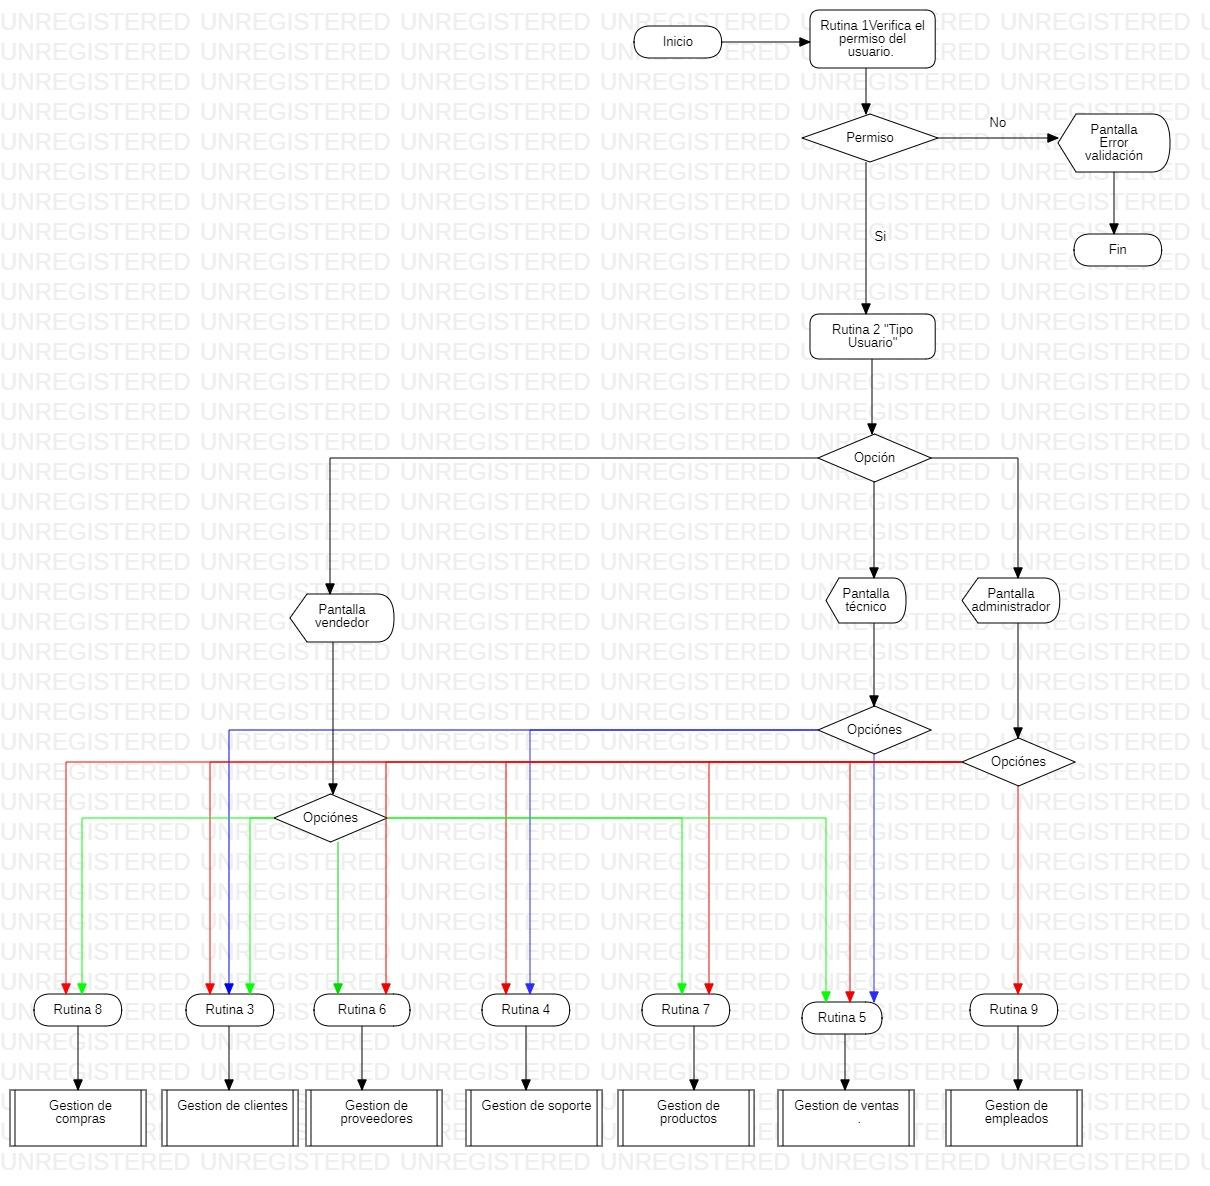 Inicio
Rutina 1Verifica el
permiso del
usuario.
Permiso
No
Pantalla
Error
validación
Si
Fin
Rutina 2 "Tipo
Usuario"
Opción
Pantalla
vendedor
Pantalla
técnico
Pantalla
administrador
Opciónes
Opciónes
Opciónes
Rutina 8
Rutina 3
Rutina 6
Rutina 4
Rutina 7
Rutina 5
Rutina 9
Gestion de
compras
Gestion de clientes
Gestion de
proveedores
Gestion de soporte
Gestion de
productos
Gestion de ventas
.
Gestion de
empleados
UNREGISTERED